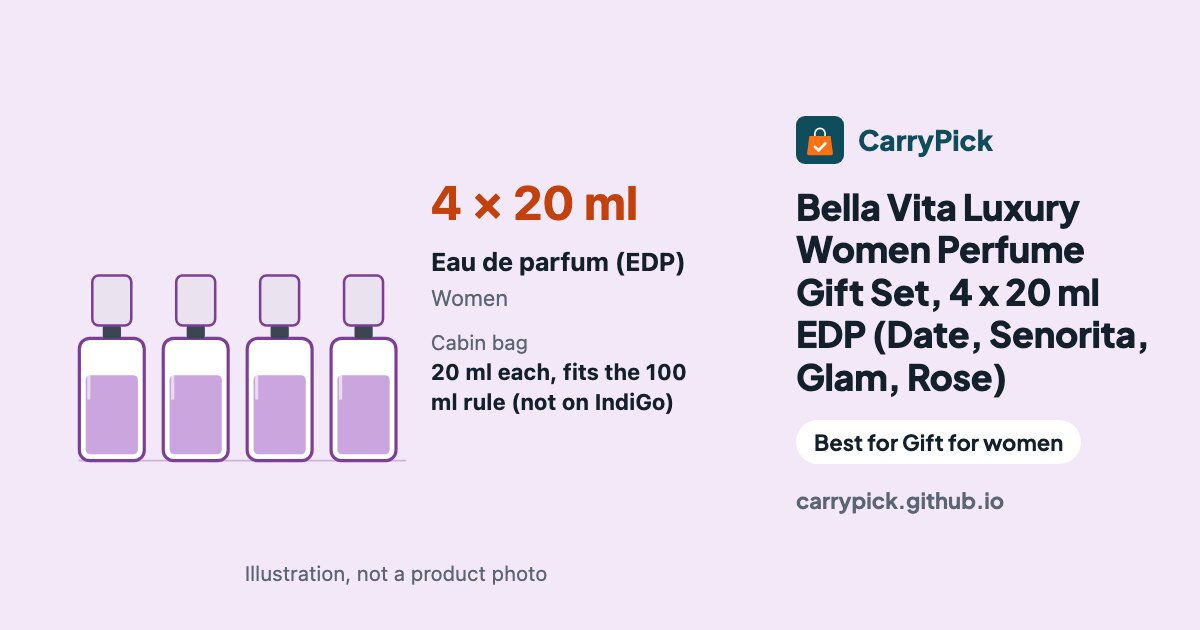 4 × 20 ml
Eau de parfum (EDP)
Women
Cabin bag
20 ml each, fits the 100
ml rule (not on IndiGo)
Illustration, not a product photo
CarryPick
Bella Vita Luxury
Women Perfume
Gift Set, 4 x 20 ml
EDP (Date, Senorita,
Glam, Rose)
Best for Gift for women
carrypick.github.io